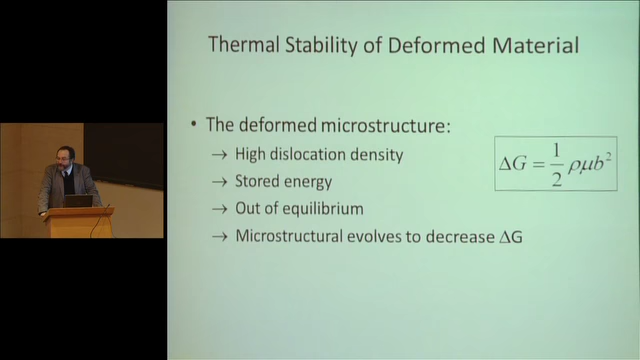 Thermal Stability of Deformed Material
• The deformed microstructure:
→ High dislocation density
→ Stored energy
→ Out of equilibrium
→ Microstructural evolves to decrease ΔG
ΔG = 1/2 ρμb²